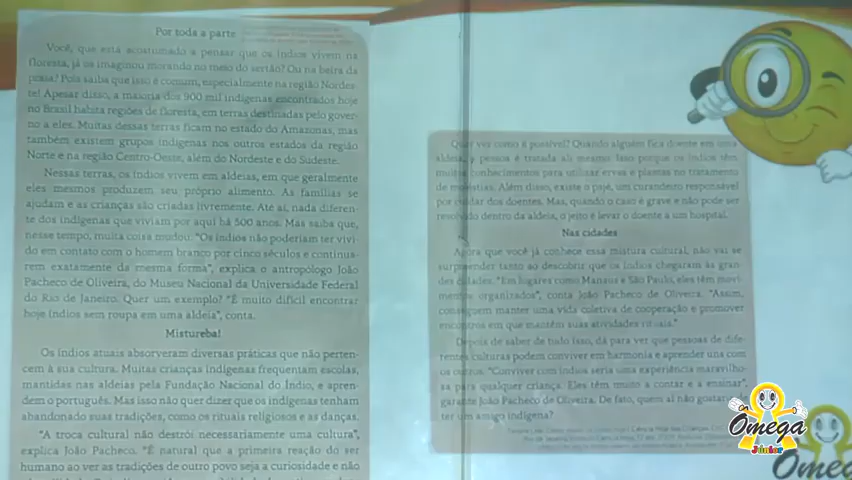 Por toda a parte
Você, que está acostumado a pensar que os índios vivem na
floresta, já os imaginou morando no meio do sertão? Ou na beira da
praia? Pois saiba que isso é comum, especialmente na região Nordes-
te! Apesar disso, a maioria dos 900 mil indígenas encontrados hoje
no Brasil habita regiões de floresta, em terras destinadas pelo gover-
no a eles. Muitas dessas terras ficam no estado do Amazonas, mas
também existem grupos indígenas nos outros estados da região
Norte e na região Centro-Oeste, além do Nordeste e do Sudeste.
Nessas terras, os índios vivem em aldeias, em que geralmente
eles mesmos produzem seu próprio alimento. As famílias se
ajudam e as crianças são criadas livremente. Até aí, nada diferen-
te dos indígenas que viviam por aqui há 500 anos. Mas saiba que,
nesse tempo, muita coisa mudou: "Os índios não poderiam ter vivi-
do em contato com o homem branco por cinco séculos e continua-
rem exatamente da mesma forma", explica o antropólogo João
Pacheco de Oliveira, do Museu Nacional da Universidade Federal
do Rio de Janeiro. Quer um exemplo? "É muito difícil encontrar
hoje índios sem roupa em uma aldeia", conta.
Mistureba!
Os índios atuais absorveram diversas práticas que não perten-
cem à sua cultura. Muitas crianças indígenas frequentam escolas,
mantidas nas aldeias pela Fundação Nacional do Índio, e apren-
dem o português. Mas isso não quer dizer que os indígenas tenham
abandonado suas tradições, como os rituais religiosos e as danças.
"A troca cultural não destrói necessariamente uma cultura",
explica João Pacheco. "É natural que a primeira reação do ser
humano ao ver as tradições de outro povo seja a curiosidade e não
Quer ver como é possível? Quando alguém fica doente em uma
aldeia, a pessoa é tratada ali mesmo. Isso porque os índios têm
muitos conhecimentos para utilizar ervas e plantas no tratamento
de moléstias. Além disso, existe o pajé, um curandeiro responsável
por cuidar dos doentes. Mas, quando o caso é grave e não pode ser
resolvido dentro da aldeia, o jeito é levar o doente a um hospital.
Nas cidades
Agora que você já conhece essa mistura cultural, não vai se
surpreender tanto ao descobrir que os índios chegaram às gran-
des cidades. "Em lugares como Manaus e São Paulo, eles têm movi-
mentos organizados", conta João Pacheco de Oliveira. "Assim,
conseguem manter uma vida coletiva de cooperação e promover
encontros em que mantêm suas atividades rituais."
Depois de saber de tudo isso, dá para ver que pessoas de dife-
rentes culturas podem conviver em harmonia e aprender uns com
os outros. "Conviver com índios seria uma experiência maravilho-
sa para qualquer criança. Eles têm muito a contar e a ensinar",
garante João Pacheco de Oliveira. De fato, quem aí não gostaria de
ter um amigo indígena?
Ômega
Júnior